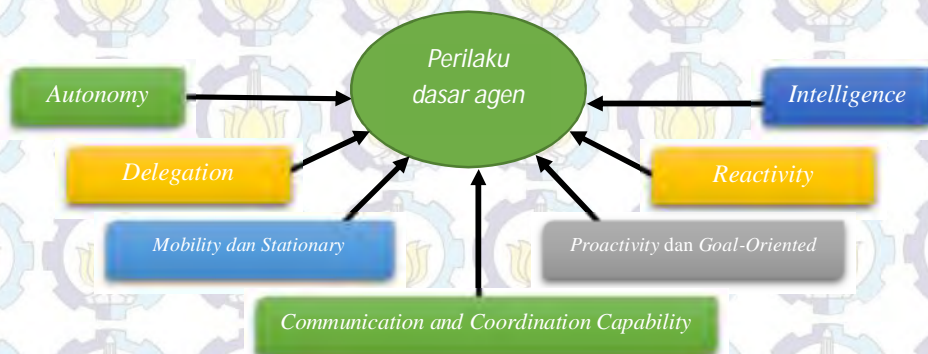 Perilaku
dasar agen
Autonomy
Intelligence
Delegation
Reactivity
Mobility dan Stationary
Proactivity dan Goal-Oriented
Communication and Coordination Capability